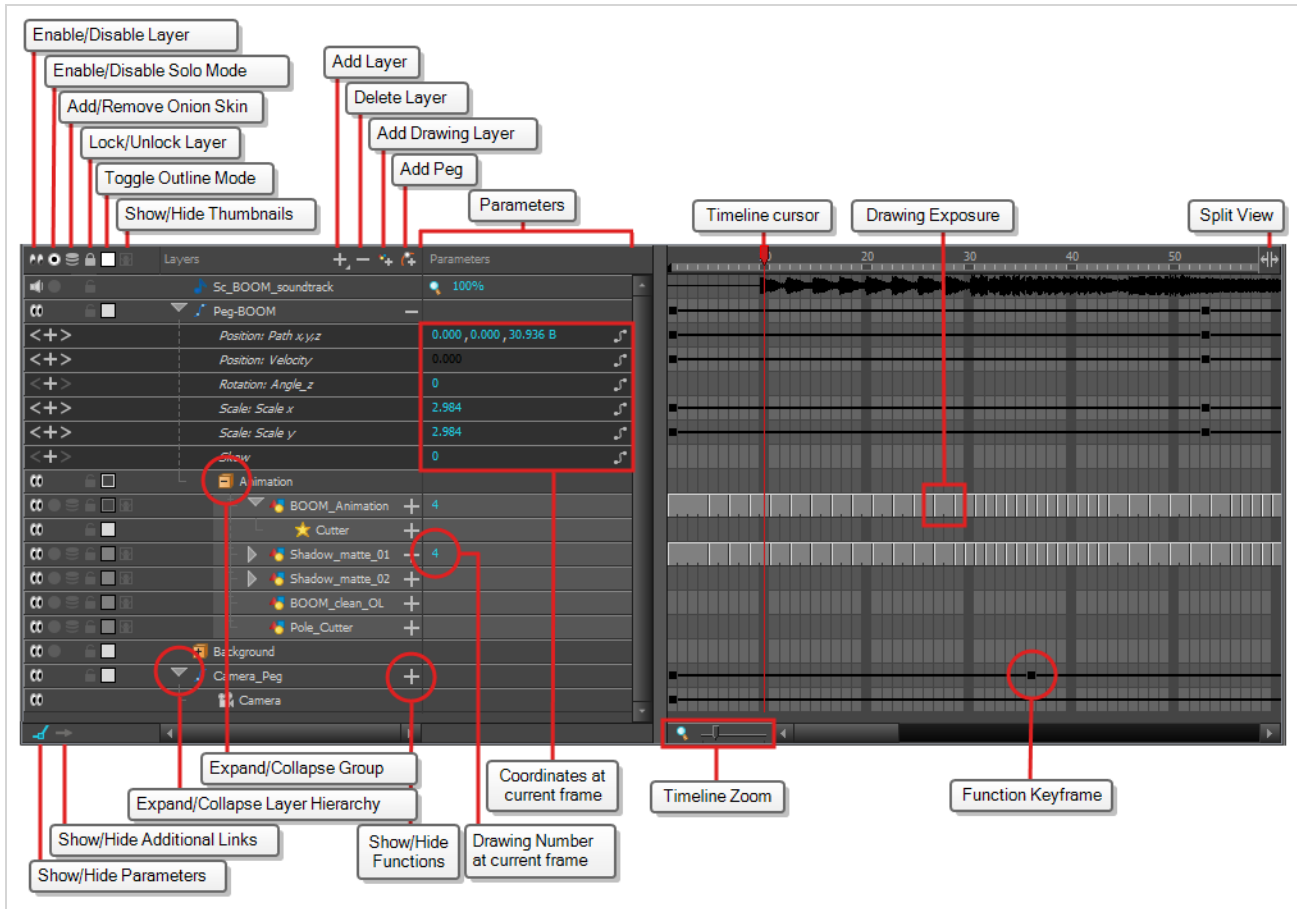 Enable/Disable Layer
Enable/Disable Solo Mode
Add/Remove Onion Skin
Lock/Unlock Layer
Toggle Outline Mode
Show/Hide Thumbnails
Add Layer
Delete Layer
Add Drawing Layer
Add Peg
Parameters
Timeline cursor
Drawing Exposure
Split View
Layers
Parameters
20
30
40
50
Sc_BOOM_soundtrack
100%
Peg-BOOM
Position: Path x,y,z
0.000 , 0.000 , 30.936 B
Position: Velocity
0.000
Rotation: Angle_z
0
Scale: Scale x
2.984
Scale: Scale y
2.984
Skew
0
Animation
BOOM_Animation
4
Cutter
Shadow_matte_01
4
Shadow_matte_02
BOOM_clean_OL
Pole_Cutter
Background
Camera_Peg
Camera
Expand/Collapse Group
Expand/Collapse Layer Hierarchy
Show/Hide Additional Links
Show/Hide Parameters
Show/Hide
Functions
Drawing Number
at current frame
Coordinates at
current frame
Timeline Zoom
Function Keyframe